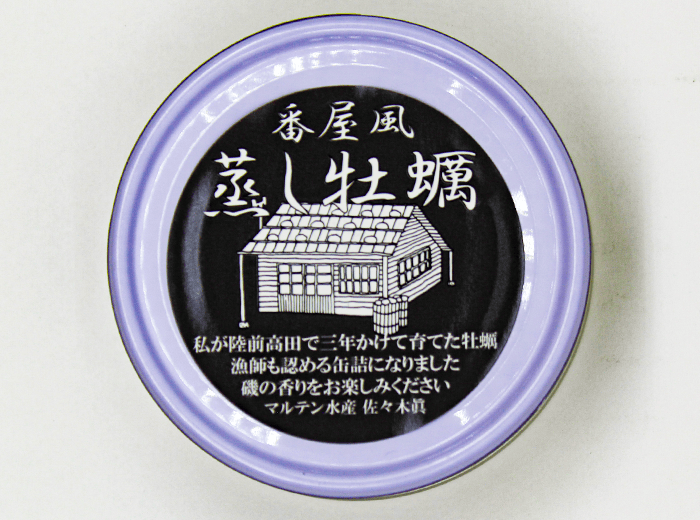 番屋風
蒸し牡蠣
私が陸前高田で三年かけて育てた牡蠣
漁師も認める缶詰になりました
磯の香りをお楽しみください
マルテン水産 佐々木眞